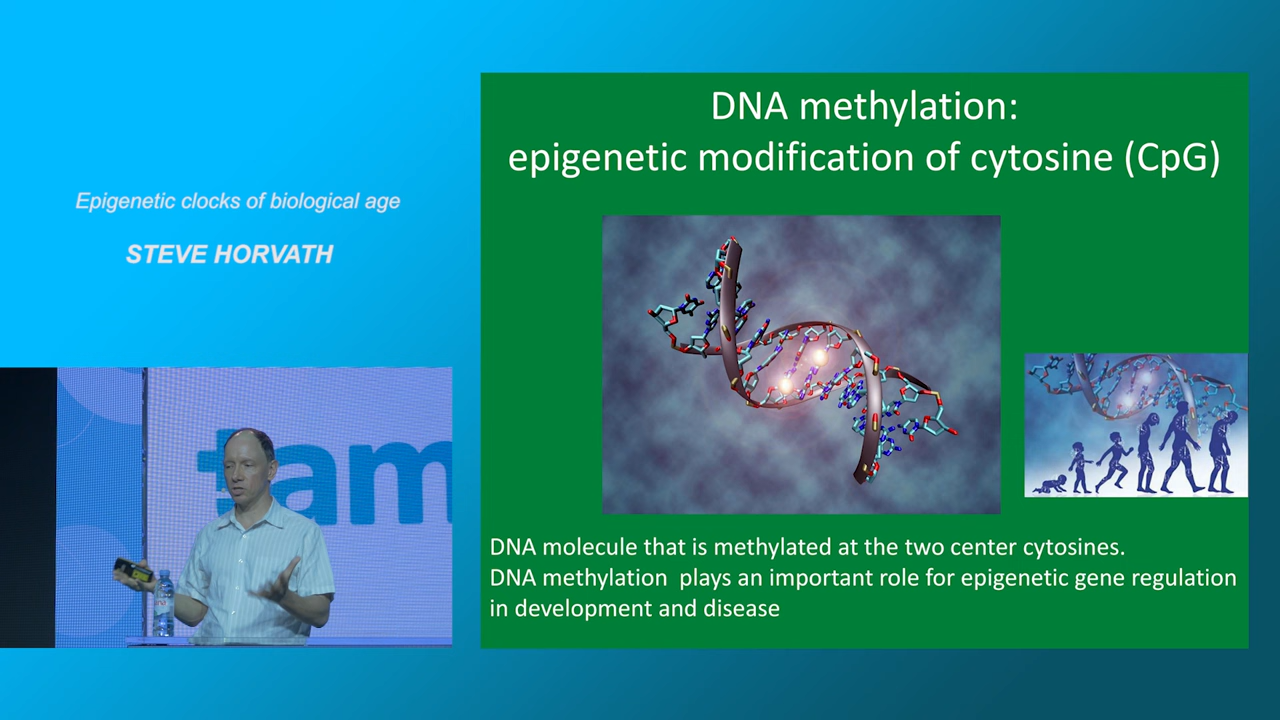 Epigenetic clocks of biological age
STEVE HORVATH
DNA methylation:
epigenetic modification of cytosine (CpG)
DNA molecule that is methylated at the two center cytosines.
DNA methylation  plays an important role for epigenetic gene regulation
in development and disease